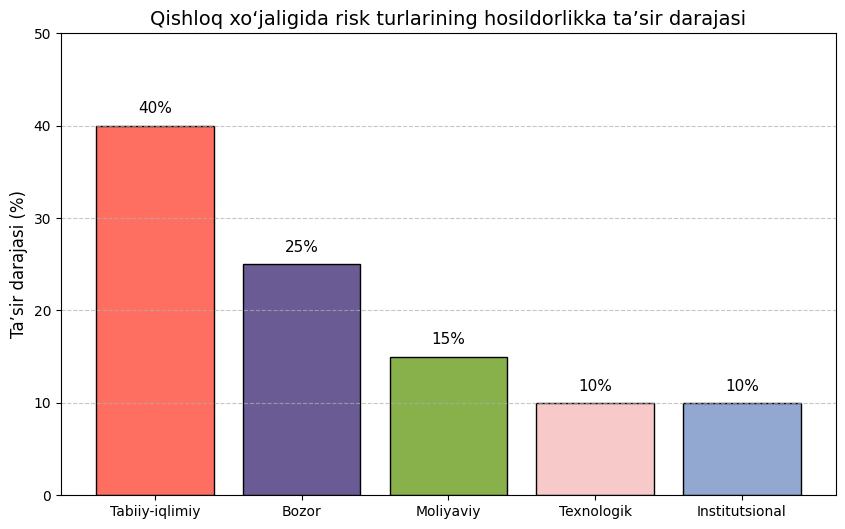 Qishloq xo‘jaligida risk turlarining hosildorlikka ta’sir darajasi
Ta’sir darajasi (%)
50
40
30
20
10
0
40%
25%
15%
10%
10%
Tabiiy-iqlimiy
Bozor
Moliyaviy
Texnologik
Institutsional